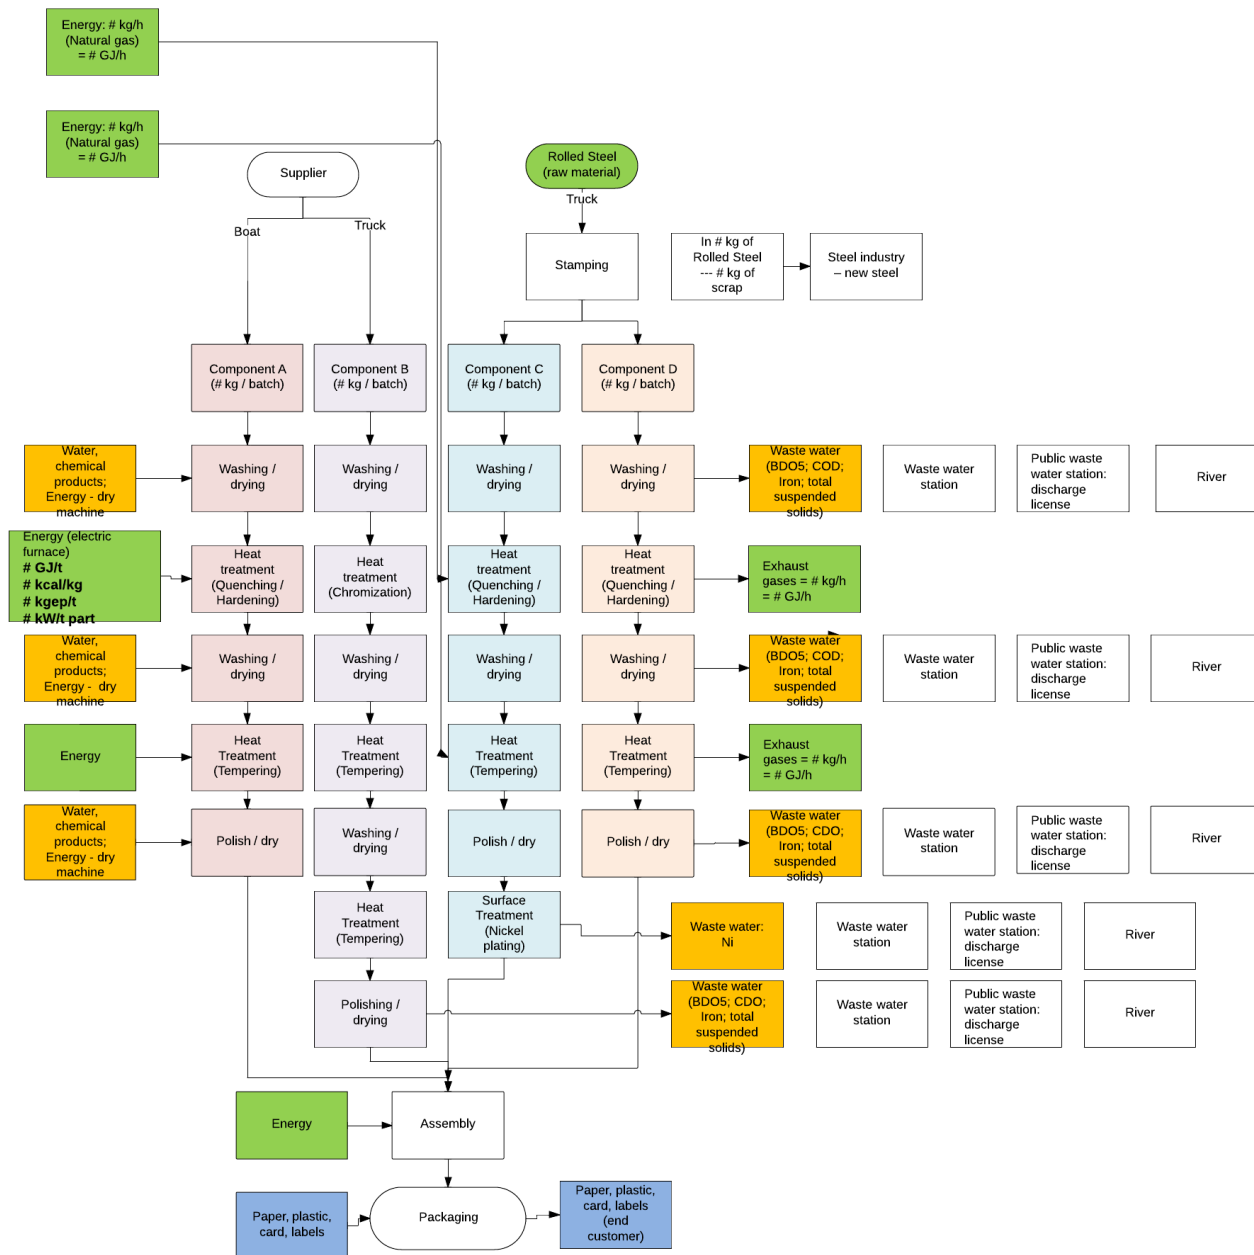 Energy: # kg/h
(Natural gas)
= # GJ/h
Energy: # kg/h
(Natural gas)
= # GJ/h
Supplier
Rolled Steel
(raw material)
Truck
Boat
Truck
Stamping
In # kg of
Rolled Steel
--- # kg of
scrap
Steel industry
– new steel
Component A
(# kg / batch)
Component B
(# kg / batch)
Component C
(# kg / batch)
Component D
(# kg / batch)
Water,
chemical
products;
Energy - dry
machine
Washing /
drying
Washing /
drying
Washing /
drying
Washing /
drying
Waste water
(BDO5; COD;
Iron; total
suspended
solids)
Waste water
station
Public waste
water station:
discharge
license
River
Energy (electric
furnace)
# GJ/t
# kcal/kg
# kgep/t
# kW/t part
Heat
treatment
(Quenching /
Hardening)
Heat
treatment
(Chromization)
Heat
treatment
(Quenching /
Hardening)
Heat
treatment
(Quenching /
Hardening)
Exhaust
gases = # kg/h
= # GJ/h
Water,
chemical
products;
Energy -  dry
machine
Washing /
drying
Washing /
drying
Washing /
drying
Washing /
drying
Waste water
(BDO5; COD;
Iron; total
suspended
solids)
Waste water
station
Public waste
water station:
discharge
license
River
Energy
Heat
Treatment
(Tempering)
Heat
Treatment
(Tempering)
Heat
Treatment
(Tempering)
Heat
Treatment
(Tempering)
Exhaust
gases = # kg/h
= # GJ/h
Water,
chemical
products;
Energy - dry
machine
Polish / dry
Washing /
drying
Polish / dry
Polish / dry
Waste water
(BDO5; CDO;
Iron; total
suspended
solids)
Waste water
station
Public waste
water station:
discharge
license
River
Heat
Treatment
(Tempering)
Surface
Treatment
(Nickel
plating)
Waste water:
Ni
Waste water
station
Public waste
water station:
discharge
license
River
Polishing /
drying
Waste water
(BDO5; CDO;
Iron; total
suspended
solids)
Waste water
station
Public waste
water station:
discharge
license
River
Energy
Assembly
Paper, plastic,
card, labels
Packaging
Paper, plastic,
card, labels
(end
customer)